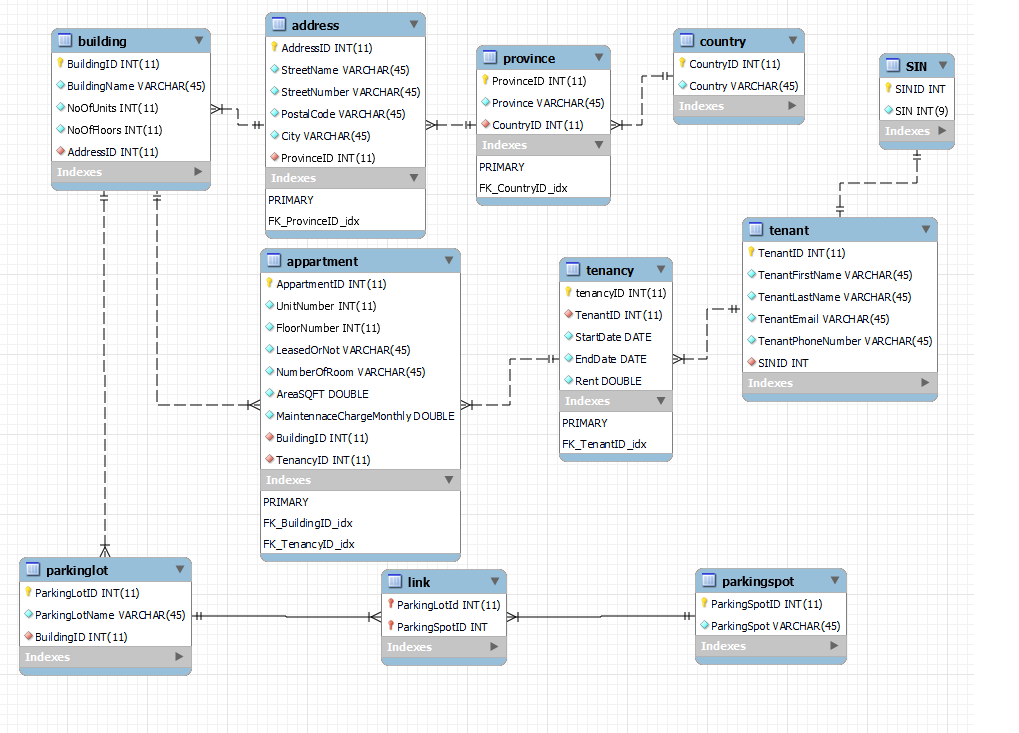 building
BuildingID INT(11)
BuildingName VARCHAR(45)
NoOfUnits INT(11)
NoOfFloors INT(11)
AddressID INT(11)
Indexes
address
AddressID INT(11)
StreetName VARCHAR(45)
StreetNumber VARCHAR(45)
PostalCode VARCHAR(45)
City VARCHAR(45)
ProvinceID INT(11)
Indexes
PRIMARY
FK_ProvinceID_idx
province
ProvinceID INT(11)
Province VARCHAR(45)
CountryID INT(11)
Indexes
PRIMARY
FK_CountryID_idx
country
CountryID INT(11)
Country VARCHAR(45)
Indexes
SIN
SINID INT
SIN INT(9)
Indexes
appartment
AppartmentID INT(11)
UnitNumber INT(11)
FloorNumber INT(11)
LeasedOrNot VARCHAR(45)
NumberOfRoom VARCHAR(45)
AreaSQFT DOUBLE
MaintennaceChargeMonthly DOUBLE
BuildingID INT(11)
TenancyID INT(11)
Indexes
PRIMARY
FK_BuildingID_idx
FK_TenancyID_idx
tenancy
tenancyID INT(11)
TenantID INT(11)
StartDate DATE
EndDate DATE
Rent DOUBLE
Indexes
PRIMARY
FK_TenantID_idx
tenant
TenantID INT(11)
TenantFirstName VARCHAR(45)
TenantLastName VARCHAR(45)
TenantEmail VARCHAR(45)
TenantPhoneNumber VARCHAR(45)
SINID INT
Indexes
parkinglot
ParkingLotID INT(11)
ParkingLotName VARCHAR(45)
BuildingID INT(11)
Indexes
link
ParkingLotId INT(11)
ParkingSpotID INT
Indexes
parkingspot
ParkingSpotID INT(11)
ParkingSpot VARCHAR(45)
Indexes